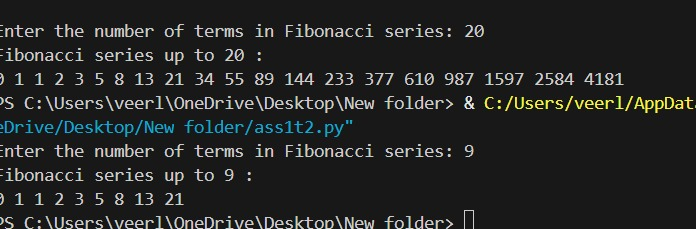 Enter the number of terms in Fibonacci series: 20
Fibonacci series up to 20 :
0 1 1 2 3 5 8 13 21 34 55 89 144 233 377 610 987 1597 2584 4181
PS C:\Users\veerl\OneDrive\Desktop\New folder> & C:/Users/veerl/AppData
eDrive/Desktop/New folder/ass1t2.py"
Enter the number of terms in Fibonacci series: 9
Fibonacci series up to 9 :
0 1 1 2 3 5 8 13 21
PS C:\Users\veerl\OneDrive\Desktop\New folder>